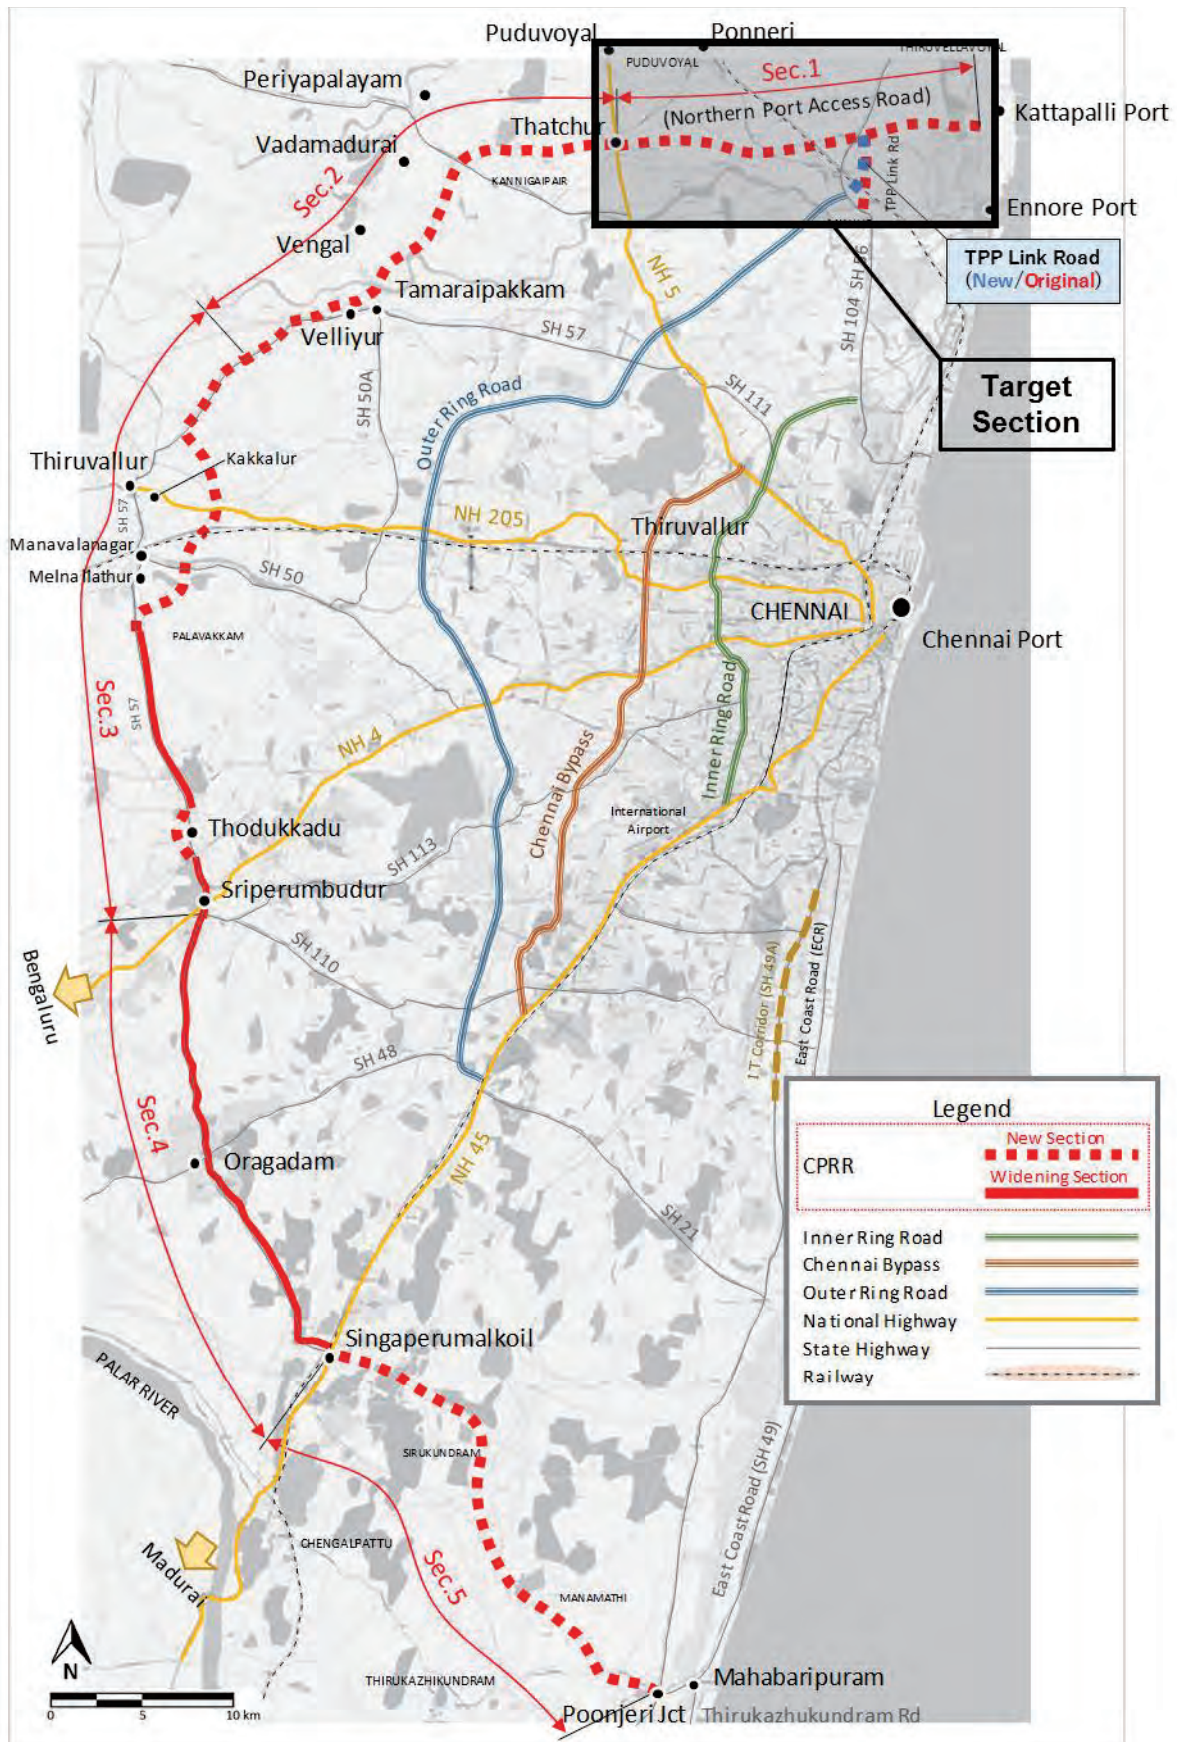 Puduvoyal
Ponneri
PUDUVOYAL
THIRUVELLAVOYAL
Sec.1
Periyapalayam
(Northern Port Access Road)
Kattapalli Port
Thatchur
Vadamadurai
TPP Link Rd
KANNIGAIPAIR
Sec.2
Ennore Port
Vengal
TPP Link Road
(New/Original)
NH 5
SH 56
SH 104
Tamaraipakkam
Velliyur
SH 57
SH 50A
SH 111
Target
Section
Outer Ring Road
Thiruvallur
Kakkalur
SH 57
NH 205
Thiruvallur
Manavalanagar
Melnallathur
SH 50
CHENNAI
PALAVAKKAM
Chennai Port
Sec.3
SH 57
Inner Ring Road
NH 4
Chennai Bypass
International
Airport
Thodukkadu
SH 113
Sriperumbudur
SH 110
Bengaluru
I T Corridor (SH 49A)
East Coast Road (ECR)
SH 48
Sec.4
Oragadam
NH 45
SH 21
Legend
CPRR
New Section
Widening Section
Inner Ring Road
Chennai Bypass
Outer Ring Road
National Highway
State Highway
Railway
Singaperumalkoil
PALAR RIVER
SIRUKUNDRAM
East Coast Road (SH 49)
CHENGALPATTU
Madurai
Sec.5
MANAMATHI
N
THIRUKAZHIKUNDRAM
Mahabaripuram
Poonjeri Jct
Thirukazhukundram Rd
0 5 10 km